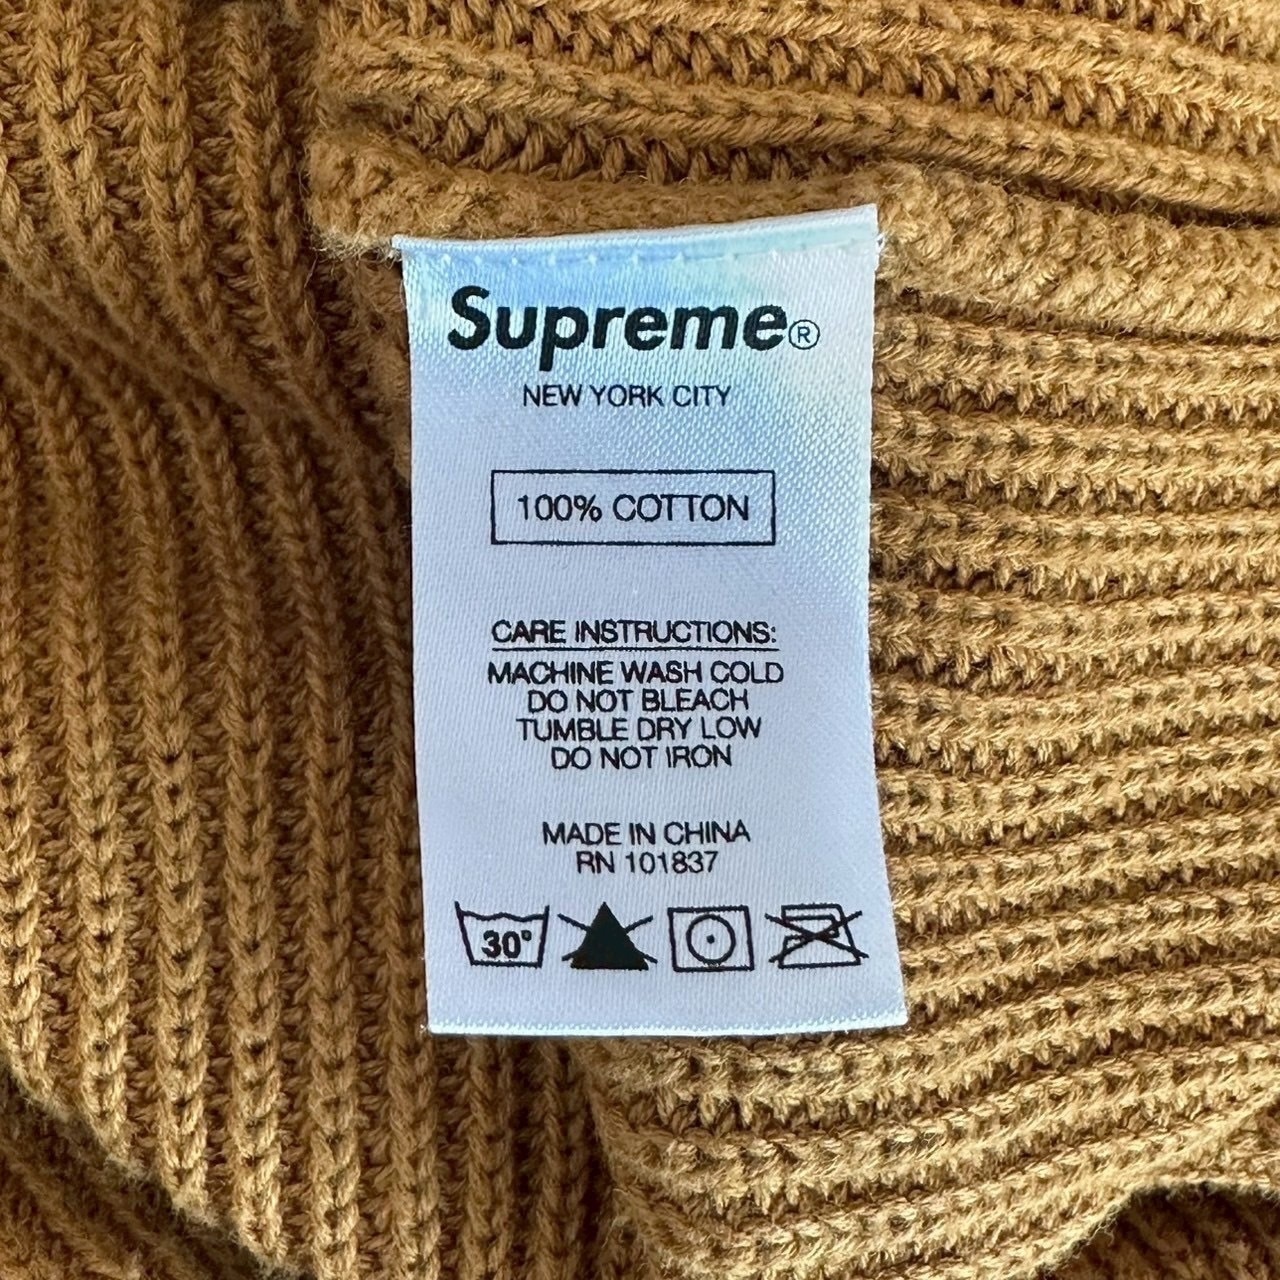 Supreme®
NEW YORK CITY
100% COTTON
CARE INSTRUCTIONS:
MACHINE WASH COLD
DO NOT BLEACH
TUMBLE DRY LOW
DO NOT IRON
MADE IN CHINA
RN 101837
30°